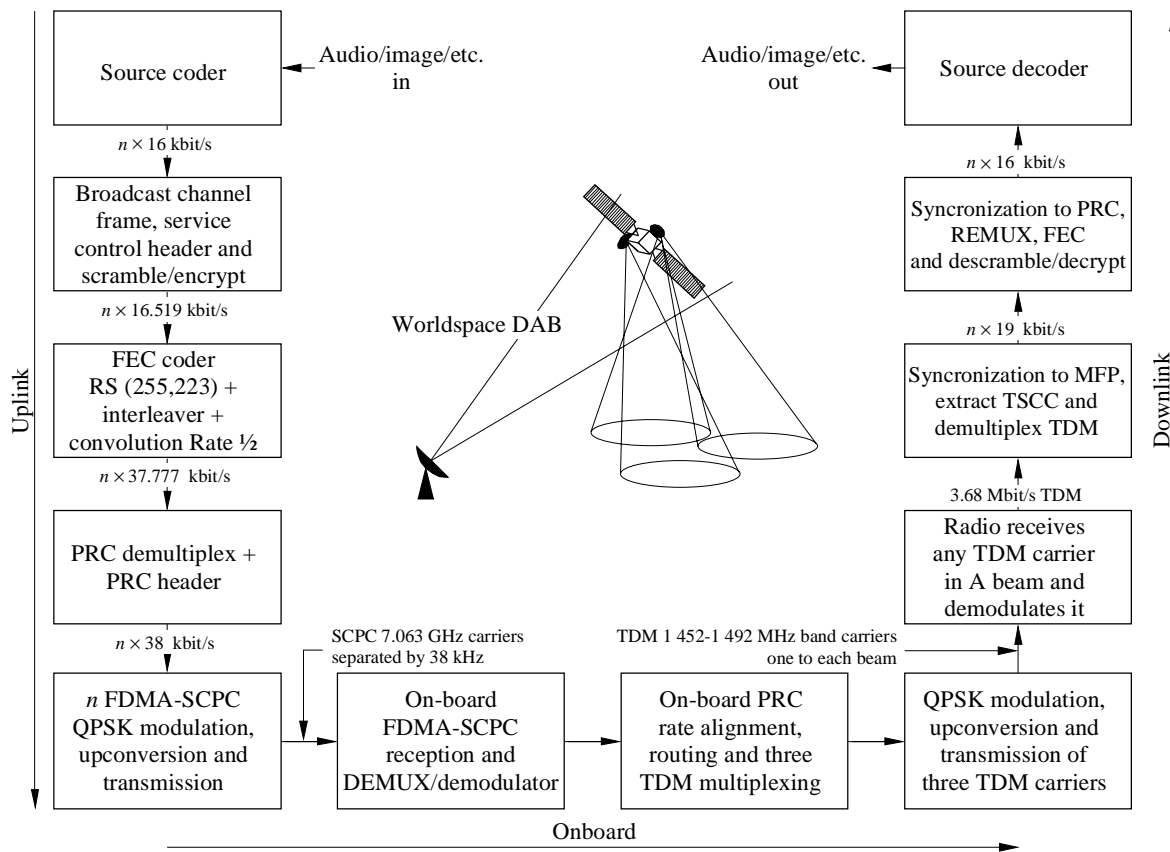 Source coder
Audio/image/etc.
in
Audio/image/etc.
out
Source decoder
n × 16 kbit/s
n × 16 kbit/s
Broadcast channel
frame, service
control header and
scramble/encrypt
Syncronization to PRC,
REMUX, FEC
and descramble/decrypt
n × 16.519 kbit/s
n × 19 kbit/s
Worldspace DAB
Uplink
FEC coder
RS (255,223) +
interleaver +
convolution Rate ½
Syncronization to MFP,
extract TSCC and
demultiplex TDM
Downlink
n × 37.777 kbit/s
3.68 Mbit/s TDM
PRC demultiplex +
PRC header
Radio receives
any TDM carrier
in A beam and
demodulates it
n × 38 kbit/s
SCPC 7.063 GHz carriers
separated by 38 kHz
TDM 1 452-1 492 MHz band carriers
one to each beam
n FDMA-SCPC
QPSK modulation,
upconversion and
transmission
On-board
FDMA-SCPC
reception and
DEMUX/demodulator
On-board PRC
rate alignment,
routing and three
TDM multiplexing
QPSK modulation,
upconversion and
transmission of
three TDM carriers
Onboard